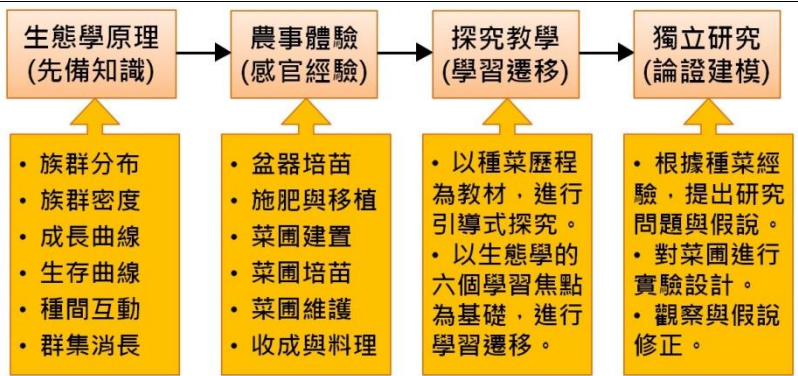 生態學原理
(先備知識)
農事體驗
(感官經驗)
探究教學
(學習遷移)
獨立研究
(論證建模)
• 族群分布
• 族群密度
• 成長曲線
• 生存曲線
• 種間互動
• 群集消長
• 盆器培苗
• 施肥與移植
• 菜圃建置
• 菜圃培苗
• 菜圃維護
• 收成與料理
• 以種菜歷程
為教材，進行
引導式探究。
• 以生態學的
六個學習焦點
為基礎，進行
學習遷移。
• 根據種菜經
驗，提出研究
問題與假說。
• 對菜圃進行
實驗設計。
• 觀察與假說
修正。